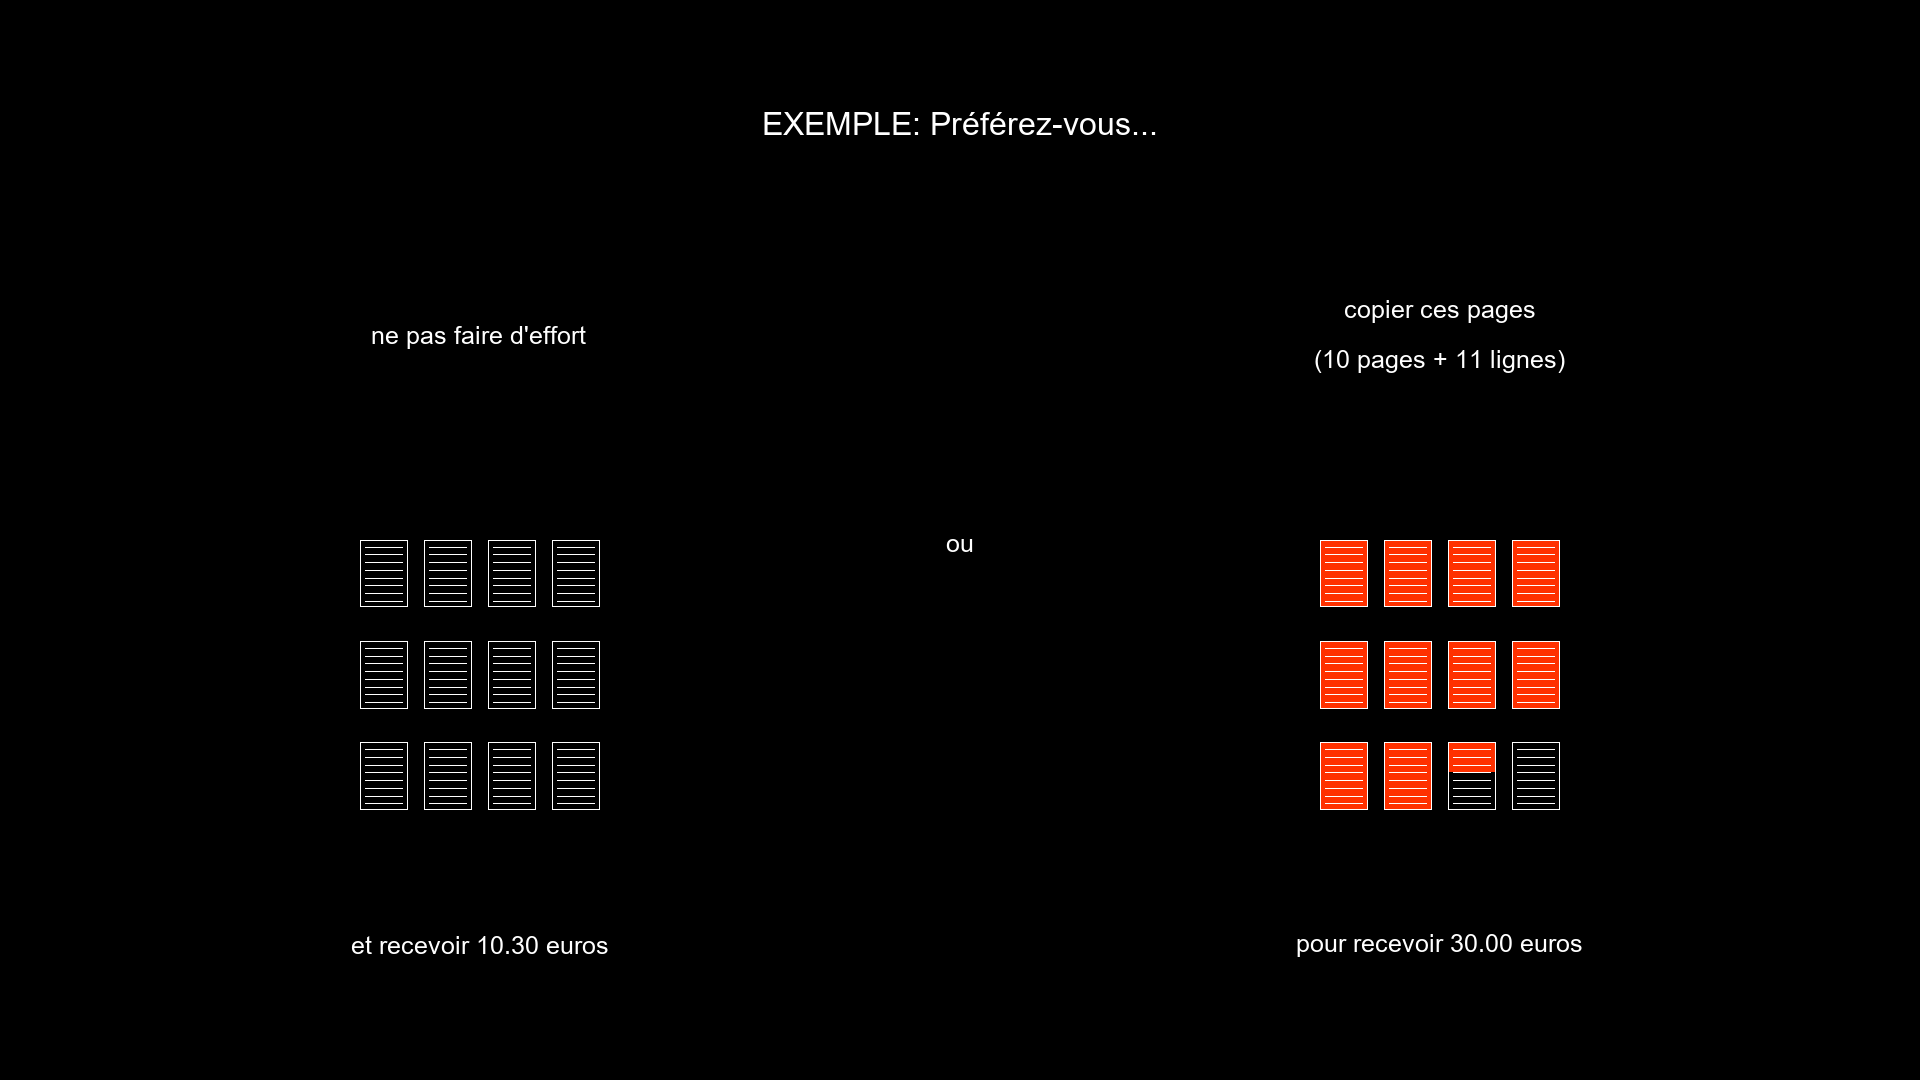 EXEMPLE: Préférez-vous...
ne pas faire d'effort
copier ces pages
(10 pages + 11 lignes)
ou
et recevoir 10.30 euros
pour recevoir 30.00 euros